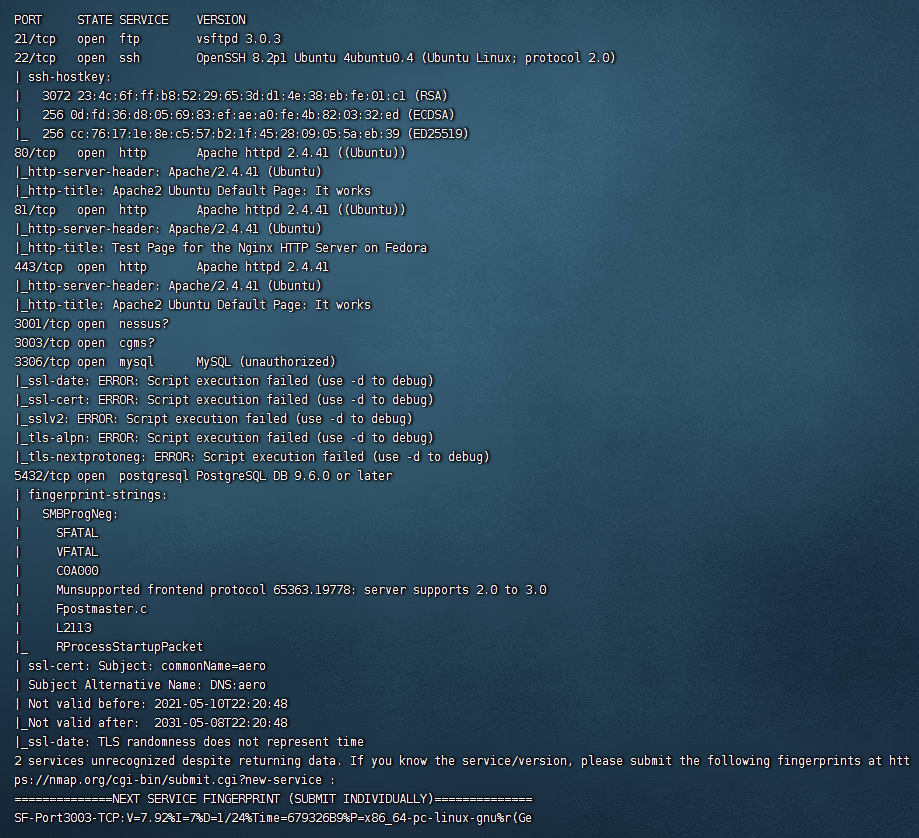 PORT     STATE SERVICE    VERSION
21/tcp   open  ftp        vsftpd 3.0.3
22/tcp   open  ssh        OpenSSH 8.2p1 Ubuntu 4ubuntu0.4 (Ubuntu Linux; protocol 2.0)
| ssh-hostkey:
|   3072 23:4c:6f:ff:b8:52:29:65:3d:d1:4e:38:eb:fe:01:c1 (RSA)
|   256 0d:fd:36:d8:05:69:83:ef:ae:a0:fe:4b:82:03:32:ed (ECDSA)
|_  256 cc:76:17:1e:8e:c5:57:b2:1f:45:28:09:05:5a:eb:39 (ED25519)
80/tcp   open  http       Apache httpd 2.4.41 ((Ubuntu))
|_http-server-header: Apache/2.4.41 (Ubuntu)
|_http-title: Apache2 Ubuntu Default Page: It works
81/tcp   open  http       Apache httpd 2.4.41 ((Ubuntu))
|_http-server-header: Apache/2.4.41 (Ubuntu)
|_http-title: Test Page for the Nginx HTTP Server on Fedora
443/tcp  open  http       Apache httpd 2.4.41
|_http-server-header: Apache/2.4.41 (Ubuntu)
|_http-title: Apache2 Ubuntu Default Page: It works
3001/tcp open  nessus?
3003/tcp open  cgms?
3306/tcp open  mysql      MySQL (unauthorized)
|_ssl-date: ERROR: Script execution failed (use -d to debug)
|_ssl-cert: ERROR: Script execution failed (use -d to debug)
|_sslv2: ERROR: Script execution failed (use -d to debug)
|_tls-alpn: ERROR: Script execution failed (use -d to debug)
|_tls-nextprotoneg: ERROR: Script execution failed (use -d to debug)
5432/tcp open  postgresql PostgreSQL DB 9.6.0 or later
| fingerprint-strings:
|   SMBProgNeg:
|     SFATAL
|     VFATAL
|     C0A000
|     Munsupported frontend protocol 65363.19778: server supports 2.0 to 3.0
|     Fpostmaster.c
|     L2113
|_    RProcessStartupPacket
| ssl-cert: Subject: commonName=aero
| Subject Alternative Name: DNS:aero
| Not valid before: 2021-05-10T22:20:48
|_Not valid after:  2031-05-08T22:20:48
|_ssl-date: TLS randomness does not represent time
2 services unrecognized despite returning data. If you know the service/version, please submit the following fingerprints at htt
ps://nmap.org/cgi-bin/submit.cgi?new-service :
==============NEXT SERVICE FINGERPRINT (SUBMIT INDIVIDUALLY)==============
SF-Port3003-TCP:V=7.92%I=7%D=1/24%Time=679326B9%P=x86_64-pc-linux-gnu%r(Ge